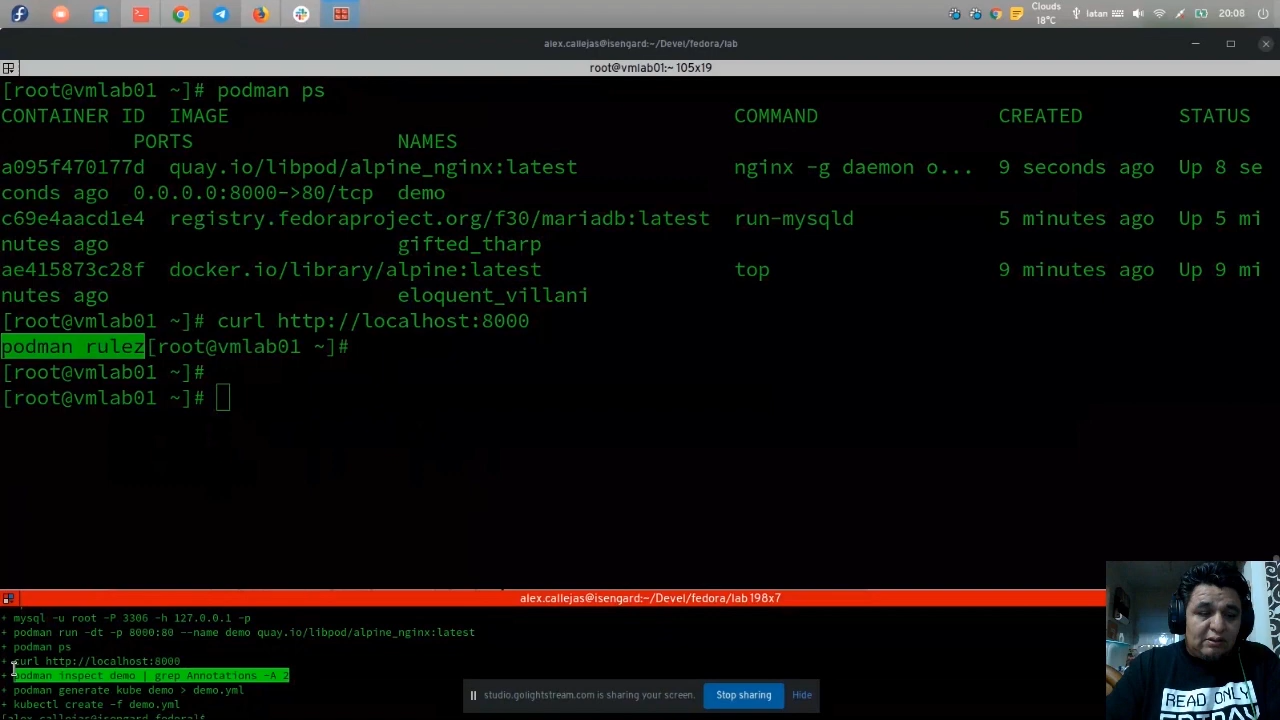 Clouds
18°C
latan
20:08
alex.callejas@isengard:~/Devel/fedora/lab
root@vmlab01:~ 105x19
[root@vmlab01 ~]# podman ps
CONTAINER ID  IMAGE                                         COMMAND               CREATED        STATUS
PORTS                 NAMES
a095f470177d  quay.io/libpod/alpine_nginx:latest            nginx -g daemon o...  9 seconds ago  Up 8 se
conds ago  0.0.0.0:8000->80/tcp  demo
c69e4aacd1e4  registry.fedoraproject.org/f30/mariadb:latest  run-mysqld            5 minutes ago  Up 5 mi
nutes ago                        gifted_tharp
ae415873c28f  docker.io/library/alpine:latest               top                   9 minutes ago  Up 9 mi
nutes ago                        eloquent_villani
[root@vmlab01 ~]# curl http://localhost:8000
podman rulez[root@vmlab01 ~]#
[root@vmlab01 ~]#
[root@vmlab01 ~]#
alex.callejas@isengard:~/Devel/fedora/lab 198x7
+ mysql -u root -P 3306 -h 127.0.0.1 -p
+ podman run -dt -p 8000:80 --name demo quay.io/libpod/alpine_nginx:latest
+ podman ps
+ curl http://localhost:8000
+ podman inspect demo | grep Annotations -A 2
+ podman generate kube demo > demo.yml
+ kubectl create -f demo.yml
studio.golightstream.com is sharing your screen.
Stop sharing
Hide
READ ONLY